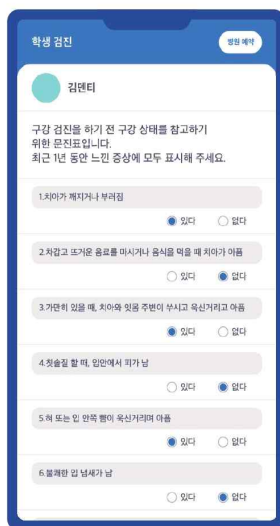 학생 검진
병원 예약
김덴티
구강 검진을 하기 전 구강 상태를 참고하기
위한 문진표입니다.
최근 1년 동안 느낀 증상에 모두 표시해 주세요.
1.치아가 깨지거나 부러짐
있다 없다
2.차갑고 뜨거운 음료를 마시거나 음식을 먹을 때 치아가 아픔
있다 없다
3.가만히 있을 때, 치아와 잇몸 주변이 쑤시고 욱신거리고 아픔
있다 없다
4.칫솔질 할 때, 입안에서 피가 남
있다 없다
5.혀 또는 입 안쪽 뺨이 욱신거리며 아픔
있다 없다
6.불쾌한 입 냄새가 남
있다 없다